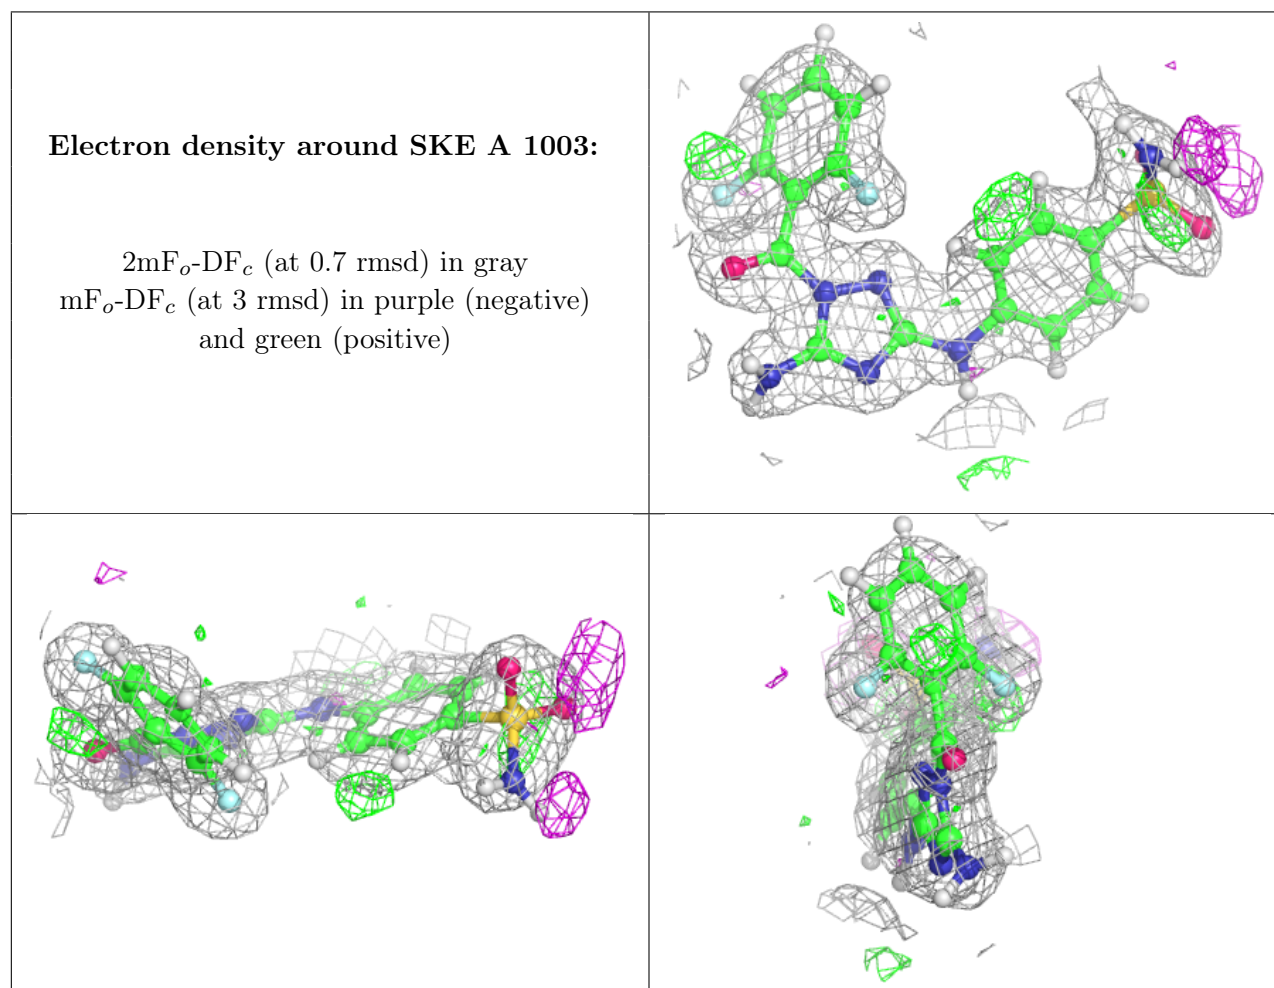 Electron density around SKE A 1003:
2mFo-DFc (at 0.7 rmsd) in gray
mFo-DFc (at 3 rmsd) in purple (negative)
and green (positive)